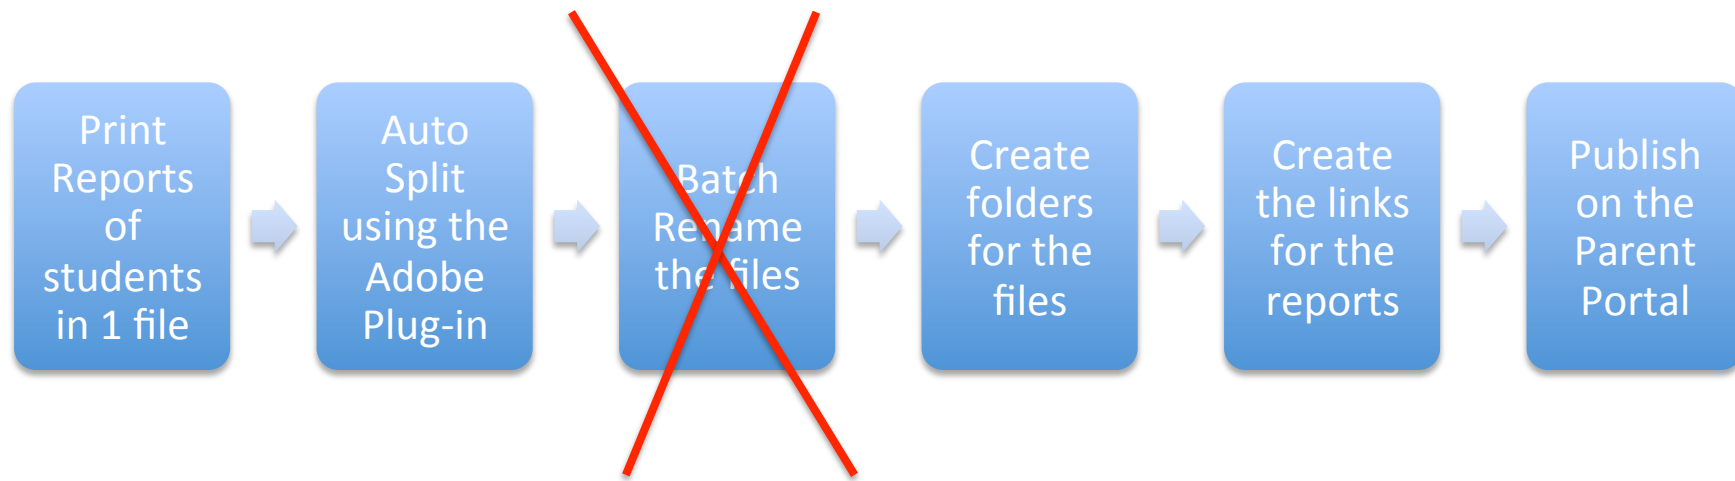 Print
Reports
of
students
in 1 file
Auto
Split
using the
Adobe
Plug-in
Batch
Rename
the files
Create
folders
for the
files
Create
the links
for the
reports
Publish
on the
Parent
Portal